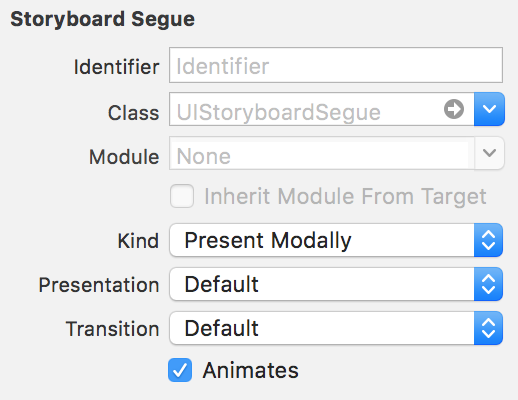 Storyboard Segue
Identifier Identifier
Class UIStoryboardSegue
Module None
Inherit Module From Target
Kind Present Modally
Presentation Default
Transition Default
Animates